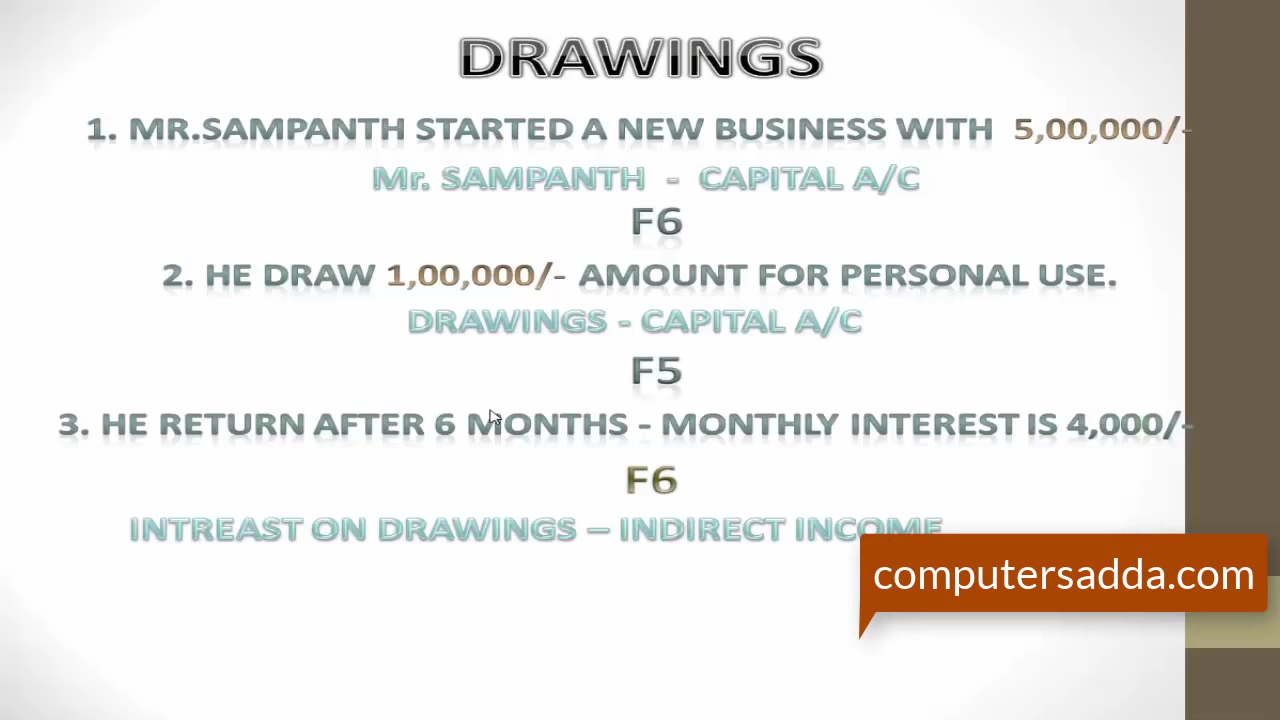 DRAWINGS
1. MR.SAMPANTH STARTED A NEW BUSINESS WITH 5,00,000/-
Mr. SAMPANTH - CAPITAL A/C
F6
2. HE DRAW 1,00,000/- AMOUNT FOR PERSONAL USE.
DRAWINGS - CAPITAL A/C
F5
3. HE RETURN AFTER 6 MONTHS - MONTHLY INTEREST IS 4,000/-
F6
INTREAST ON DRAWINGS – INDIRECT INCOME
computersadda.com